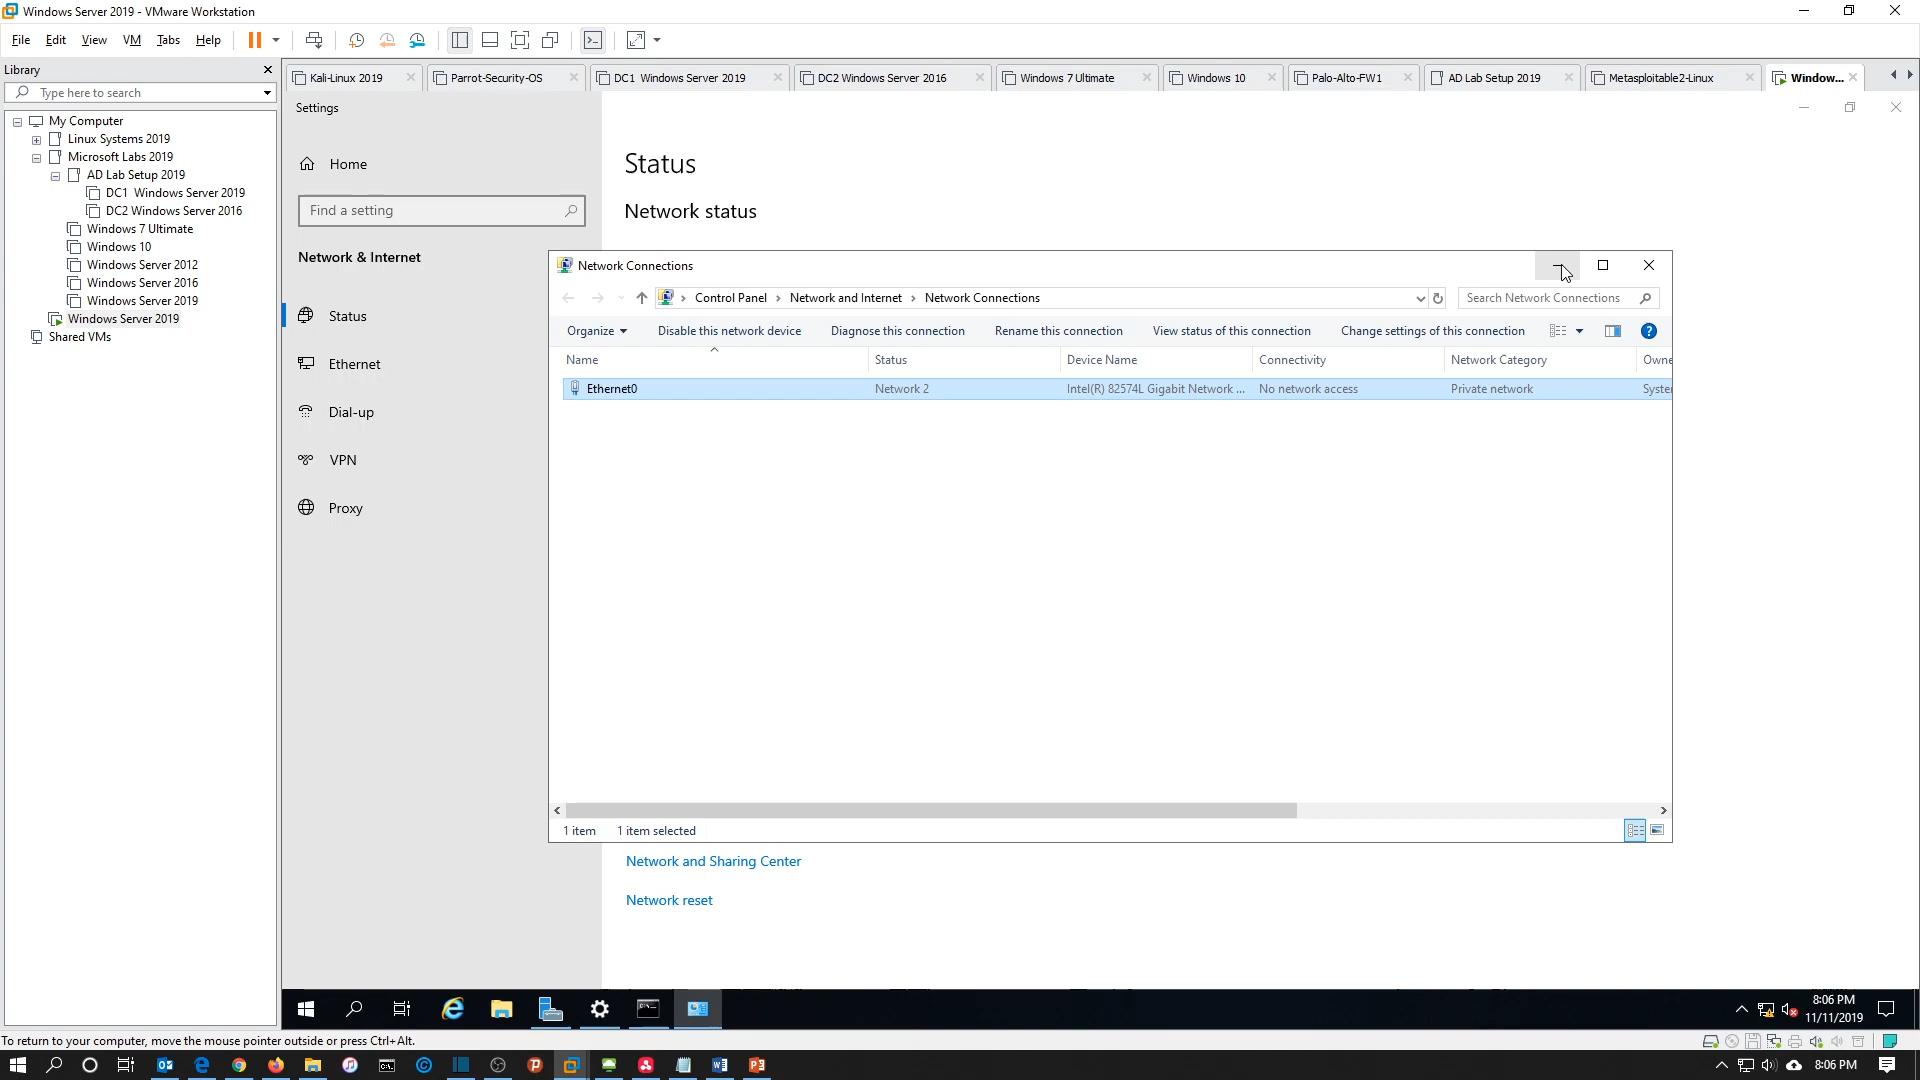 Windows Server 2019 - VMware Workstation
File Edit View VM Tabs Help
Library
Type here to search
Kali-Linux 2019 Parrot-Security-OS DC1 Windows Server 2019 DC2 Windows Server 2016 Windows 7 Ultimate Windows 10 Palo-Alto-FW1 AD Lab Setup 2019 Metasploitable2-Linux Window...
My Computer
Linux Systems 2019
Microsoft Labs 2019
AD Lab Setup 2019
DC1 Windows Server 2019
DC2 Windows Server 2016
Windows 7 Ultimate
Windows 10
Windows Server 2012
Windows Server 2016
Windows Server 2019
Windows Server 2019
Shared VMs
Settings
Home
Find a setting
Network & Internet
Status
Ethernet
Dial-up
VPN
Proxy
Status
Network status
Network Connections
Control Panel > Network and Internet > Network Connections
Search Network Connections
Organize Disable this network device Diagnose this connection Rename this connection View status of this connection Change settings of this connection
Name Status Device Name Connectivity Network Category Owne
Ethernet0 Network 2 Intel(R) 82574L Gigabit Network ... No network access Private network Syste
1 item 1 item selected
Network and Sharing Center
Network reset
8:06 PM
11/11/2019
To return to your computer, move the mouse pointer outside or press Ctrl+Alt.
8:06 PM